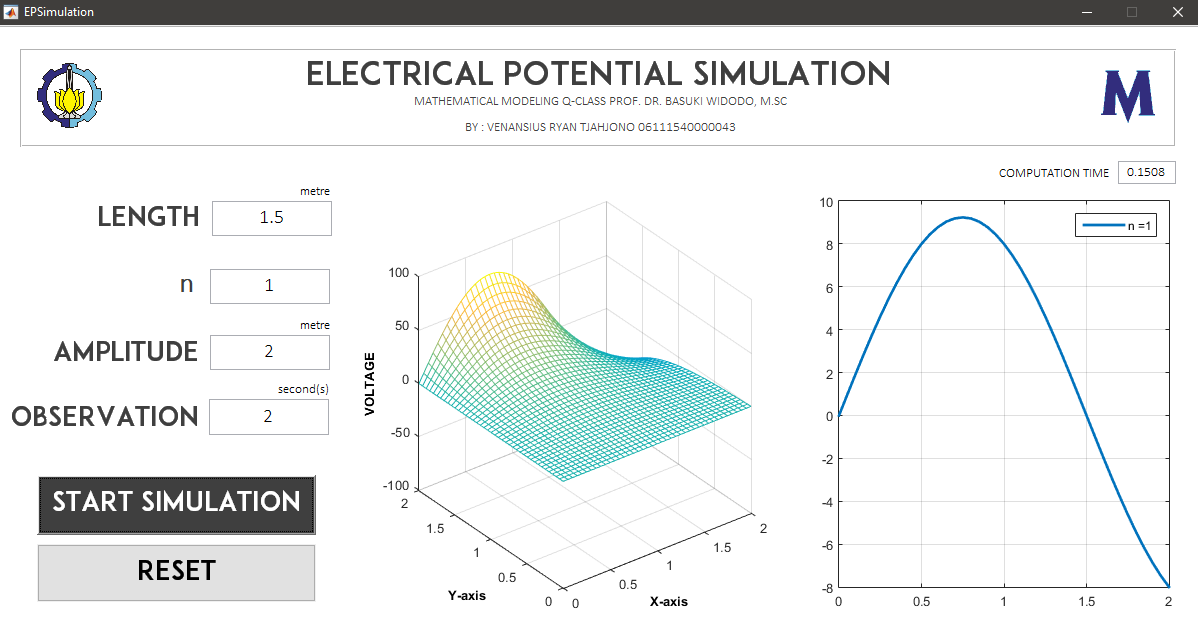 EPSimulation
ELECTRICAL POTENTIAL SIMULATION
MATHEMATICAL MODELING Q-CLASS PROF. DR. BASUKI WIDODO, M.SC
BY : VENANSIUS RYAN TJAHJONO 06111540000043
M
COMPUTATION TIME 0.1508
metre
LENGTH 1.5
n 1
metre
AMPLITUDE 2
second(s)
OBSERVATION 2
START SIMULATION
RESET
100
50
0
-50
-100
VOLTAGE
2
1.5
1
0.5
0
Y-axis
0
0.5
1
1.5
2
X-axis
10
8
6
4
2
0
-2
-4
-6
-8
0 0.5 1 1.5 2
n =1